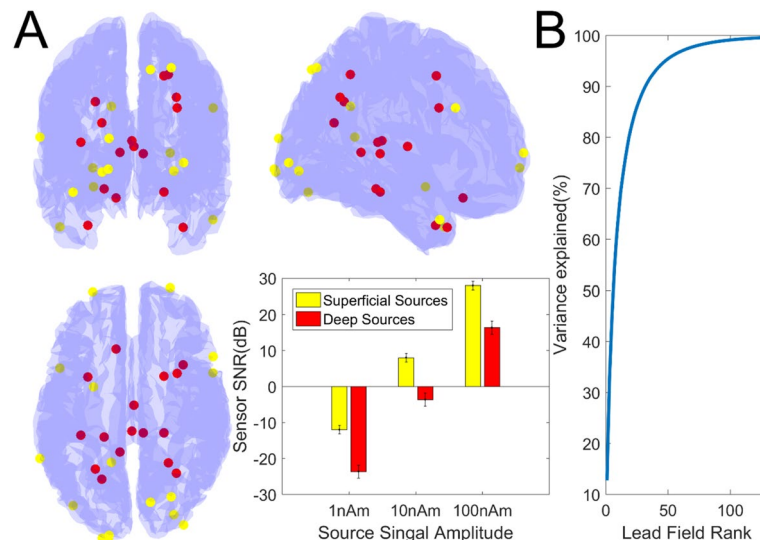 A
B
30
20
10
0
-10
-20
-30
Sensor SNR(dB)
Superficial Sources
Deep Sources
1nAm 10nAm 100nAm
Source Singal Amplitude
100
90
80
70
60
50
40
30
20
10
Variance explained(%)
0 50 100
Lead Field Rank